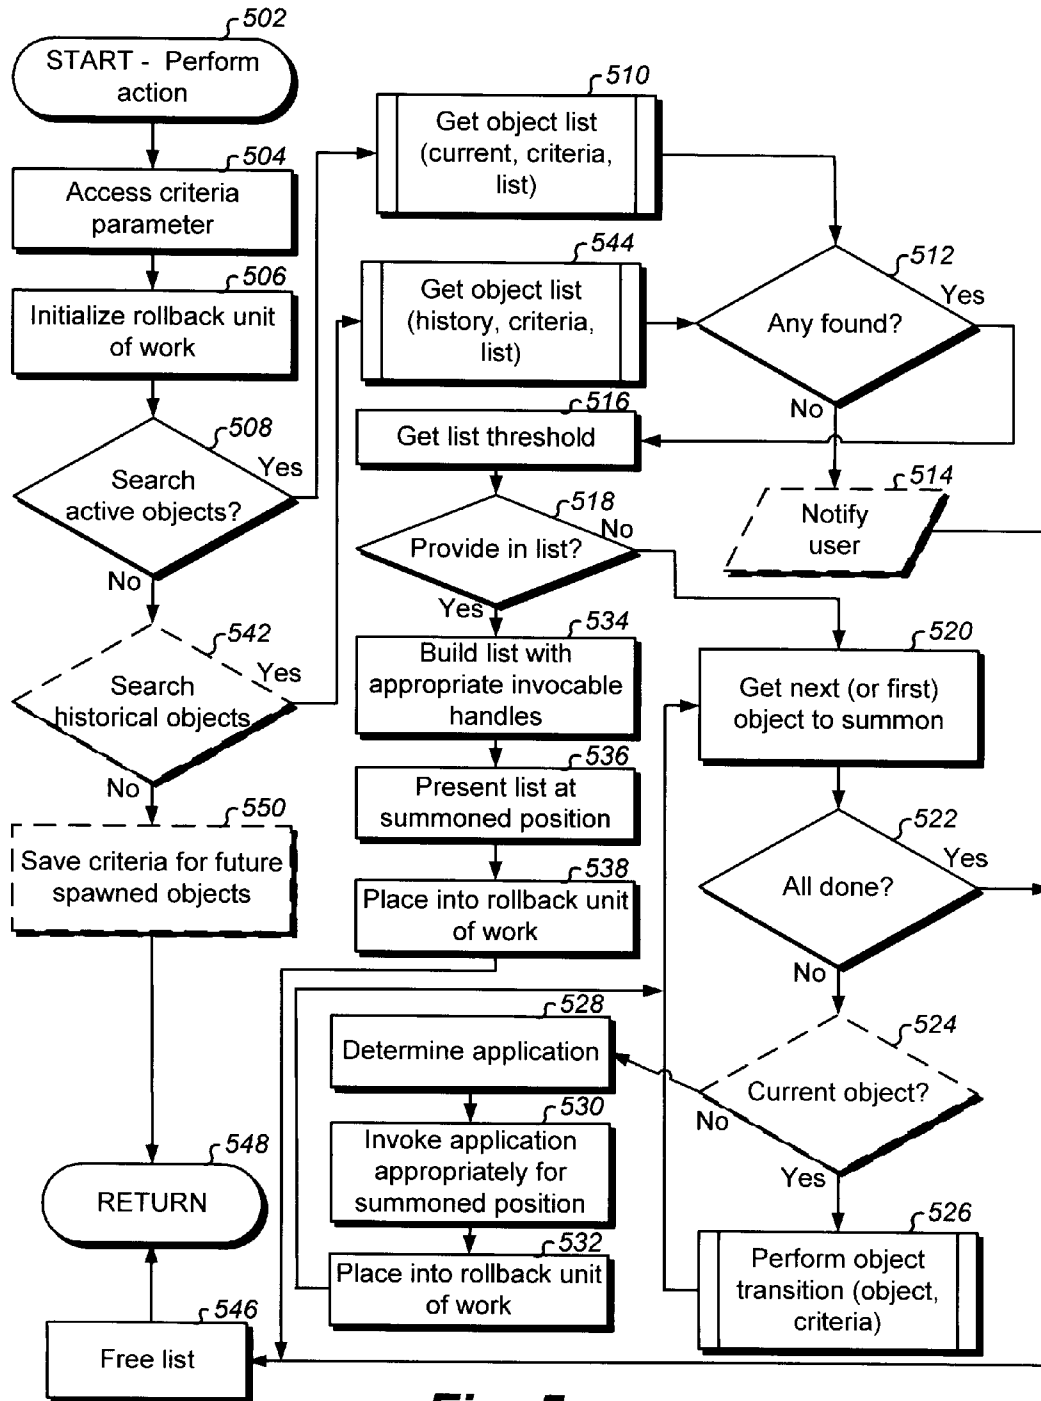 502
START - Perform
action
504
Access criteria
parameter
506
Initialize rollback unit
of work
508
Search
active objects?
Yes
No
542
Search
historical objects
Yes
No
550
Save criteria for future
spawned objects
548
RETURN
546
Free list
510
Get object list
(current, criteria,
list)
544
Get object list
(history, criteria,
list)
512
Any found?
Yes
No
514
Notify
user
516
Get list threshold
518
Provide in list?
No
Yes
534
Build list with
appropriate invocable
handles
536
Present list at
summoned position
538
Place into rollback unit
of work
520
Get next (or first)
object to summon
522
All done?
Yes
No
524
Current object?
No
Yes
526
Perform object
transition (object,
criteria)
528
Determine application
530
Invoke application
appropriately for
summoned position
532
Place into rollback unit
of work